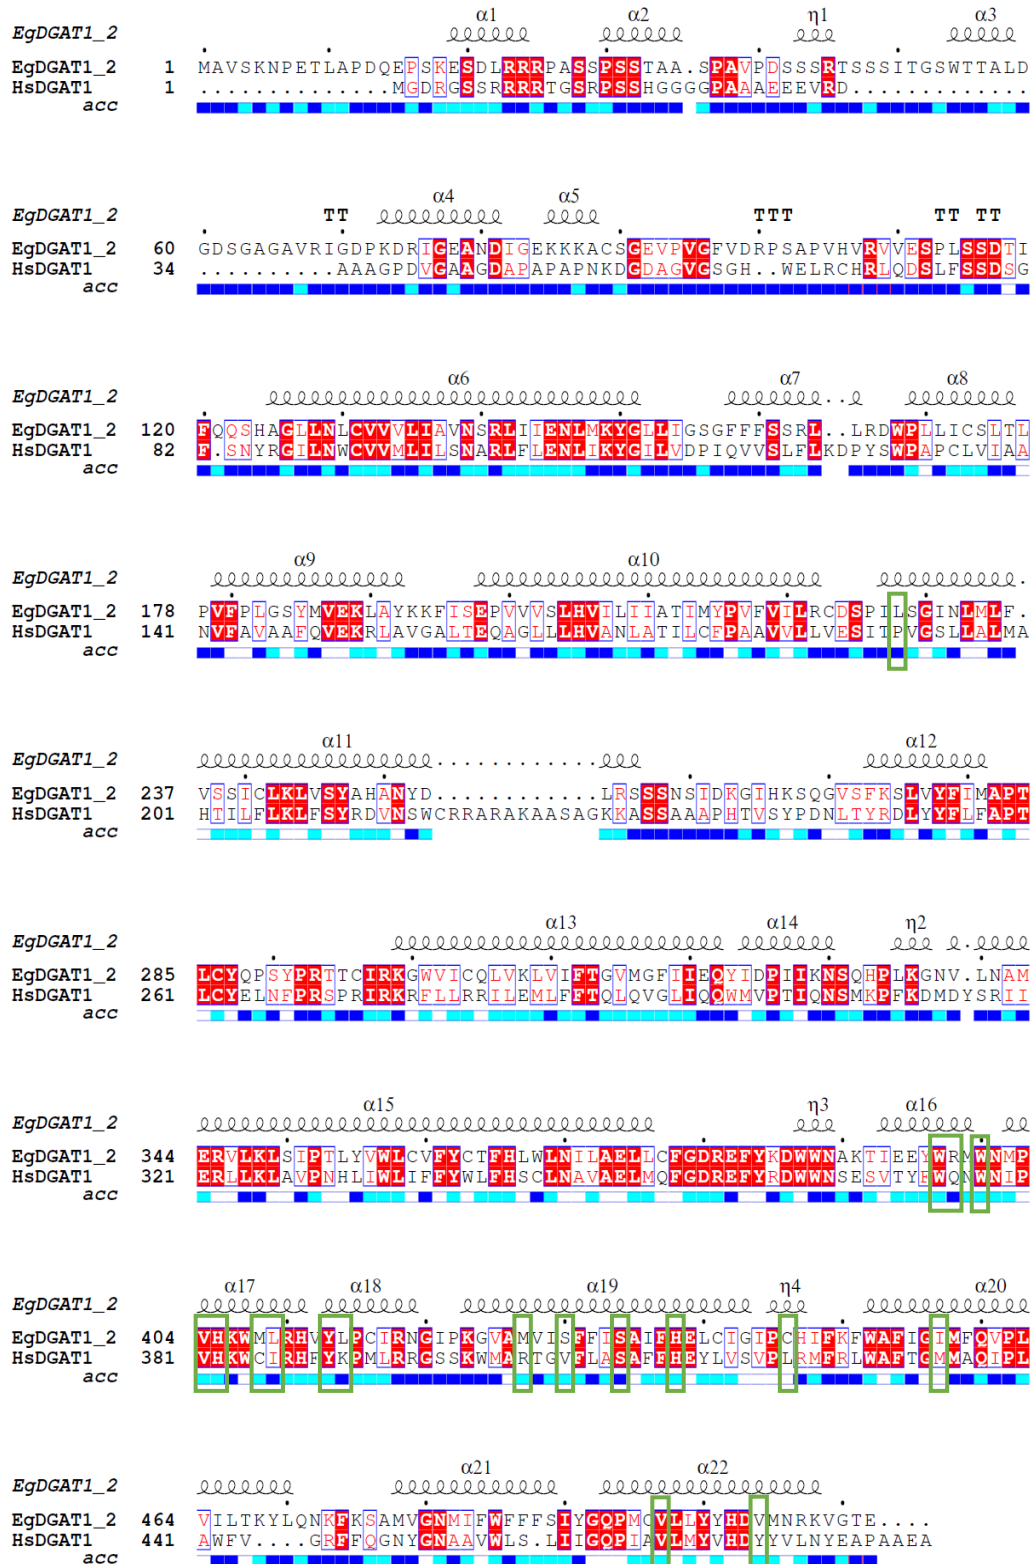 α1 α2 η1 α3
EgDGAT1_2
EgDGAT1_2 1 MAVSKNPETLAPDQEPSKESDLRRRPASSPSSTAA.SPAVPDSSSRTSSSITGSWTTALD
HsDGAT1 1 ..............MGDRGSSRRRRTGSRPSSHGGGGPAAAEEEVRD.............
acc
α4 α5
EgDGAT1_2 TT TTT TT TT
EgDGAT1_2 60 GDSGAGAVRIGDPKDRIGEANDIGEKKKACSGEVPVGFVDRPSAPVHVRVVESPLSSDTI
HsDGAT1 34 ..........AAAGPDVGAAGDAPAPAPNKDGDAGVGSGH..WELRCHRLQDSLFSSDSG
acc
α6 α7 α8
EgDGAT1_2
EgDGAT1_2 120 FQQSHAGLLNLCVVVLIAVNSRLIIENLMKYGLLIGSGFFFSSRL..LRDWPLLICSLTL
HsDGAT1 82 F.SNYRGILNWCVVMLILSNARLFLENLIKYGILVDPIQVVSLFLKDPYSWPAPCLVIAA
acc
α9 α10
EgDGAT1_2
EgDGAT1_2 178 PVFPLGSYMVEKLAYKKFISEPVVVSLHVILIIATIMYPVFVILRCDSPILSGINLMLF.
HsDGAT1 141 NVFAVAAFQVEKRLAVGALTEQAGLLLHVANLATILCFPAAVVLLVESITPVGSLLALMA
acc
α11 α12
EgDGAT1_2
EgDGAT1_2 237 VSSICLKLVSYAHANYD............LRSSSNSIDKGIHKSQGVSFKSLVYFIMAPT
HsDGAT1 201 HTILFLKLFSYRDVNSWCRRARAKAASAGKKASSAAAPHTVSYPDNLTYRDLYYFLFAPT
acc
α13 α14 η2
EgDGAT1_2
EgDGAT1_2 285 LCYQPSYPRTTCIRKGWVICQLVKLVIFTGVMGFIIEQYIDPIIKNSQHPLKGNV.LNAM
HsDGAT1 261 LCYELNFPRSPRIRKRFLLRRILEMLFFTQLQVGLIQQWMVPTIQNSMKPFKDMDYSRII
acc
α15 η3 α16
EgDGAT1_2
EgDGAT1_2 344 ERVLKLSIPTLYVWLCVFYCTFHLWLNILAELLCFGDREFYKDWWNAKTIEEYWRMWNMP
HsDGAT1 321 ERLLKLAVPNHLIWLIFFYWLFHSCLNAVAELMQFGDREFYRDWWNSESVTYFWQNWNIP
acc
α17 α18 α19 η4 α20
EgDGAT1_2
EgDGAT1_2 404 VHKWMLRHVYLPCIRNGIPKGVAMVISFFISAIFHELCIGIPCHIFKFWAFIGIMFQVPL
HsDGAT1 381 VHKWCIRHFYKPMLRRGSSKWMARTGVFLASAFFHEYLVSVPLRMFRLWAFTGMMAQIPL
acc
α21 α22
EgDGAT1_2
EgDGAT1_2 464 VILTKYLQNKFKSAMVGNMIFWFFFSIYGQPMCVLLYYHDVMNRKVGTE....
HsDGAT1 441 AWFV....GRFFQGNYGNAAVWLS.LIIGQPIAVLMYVHDYYVLNYEAPAAEA
acc